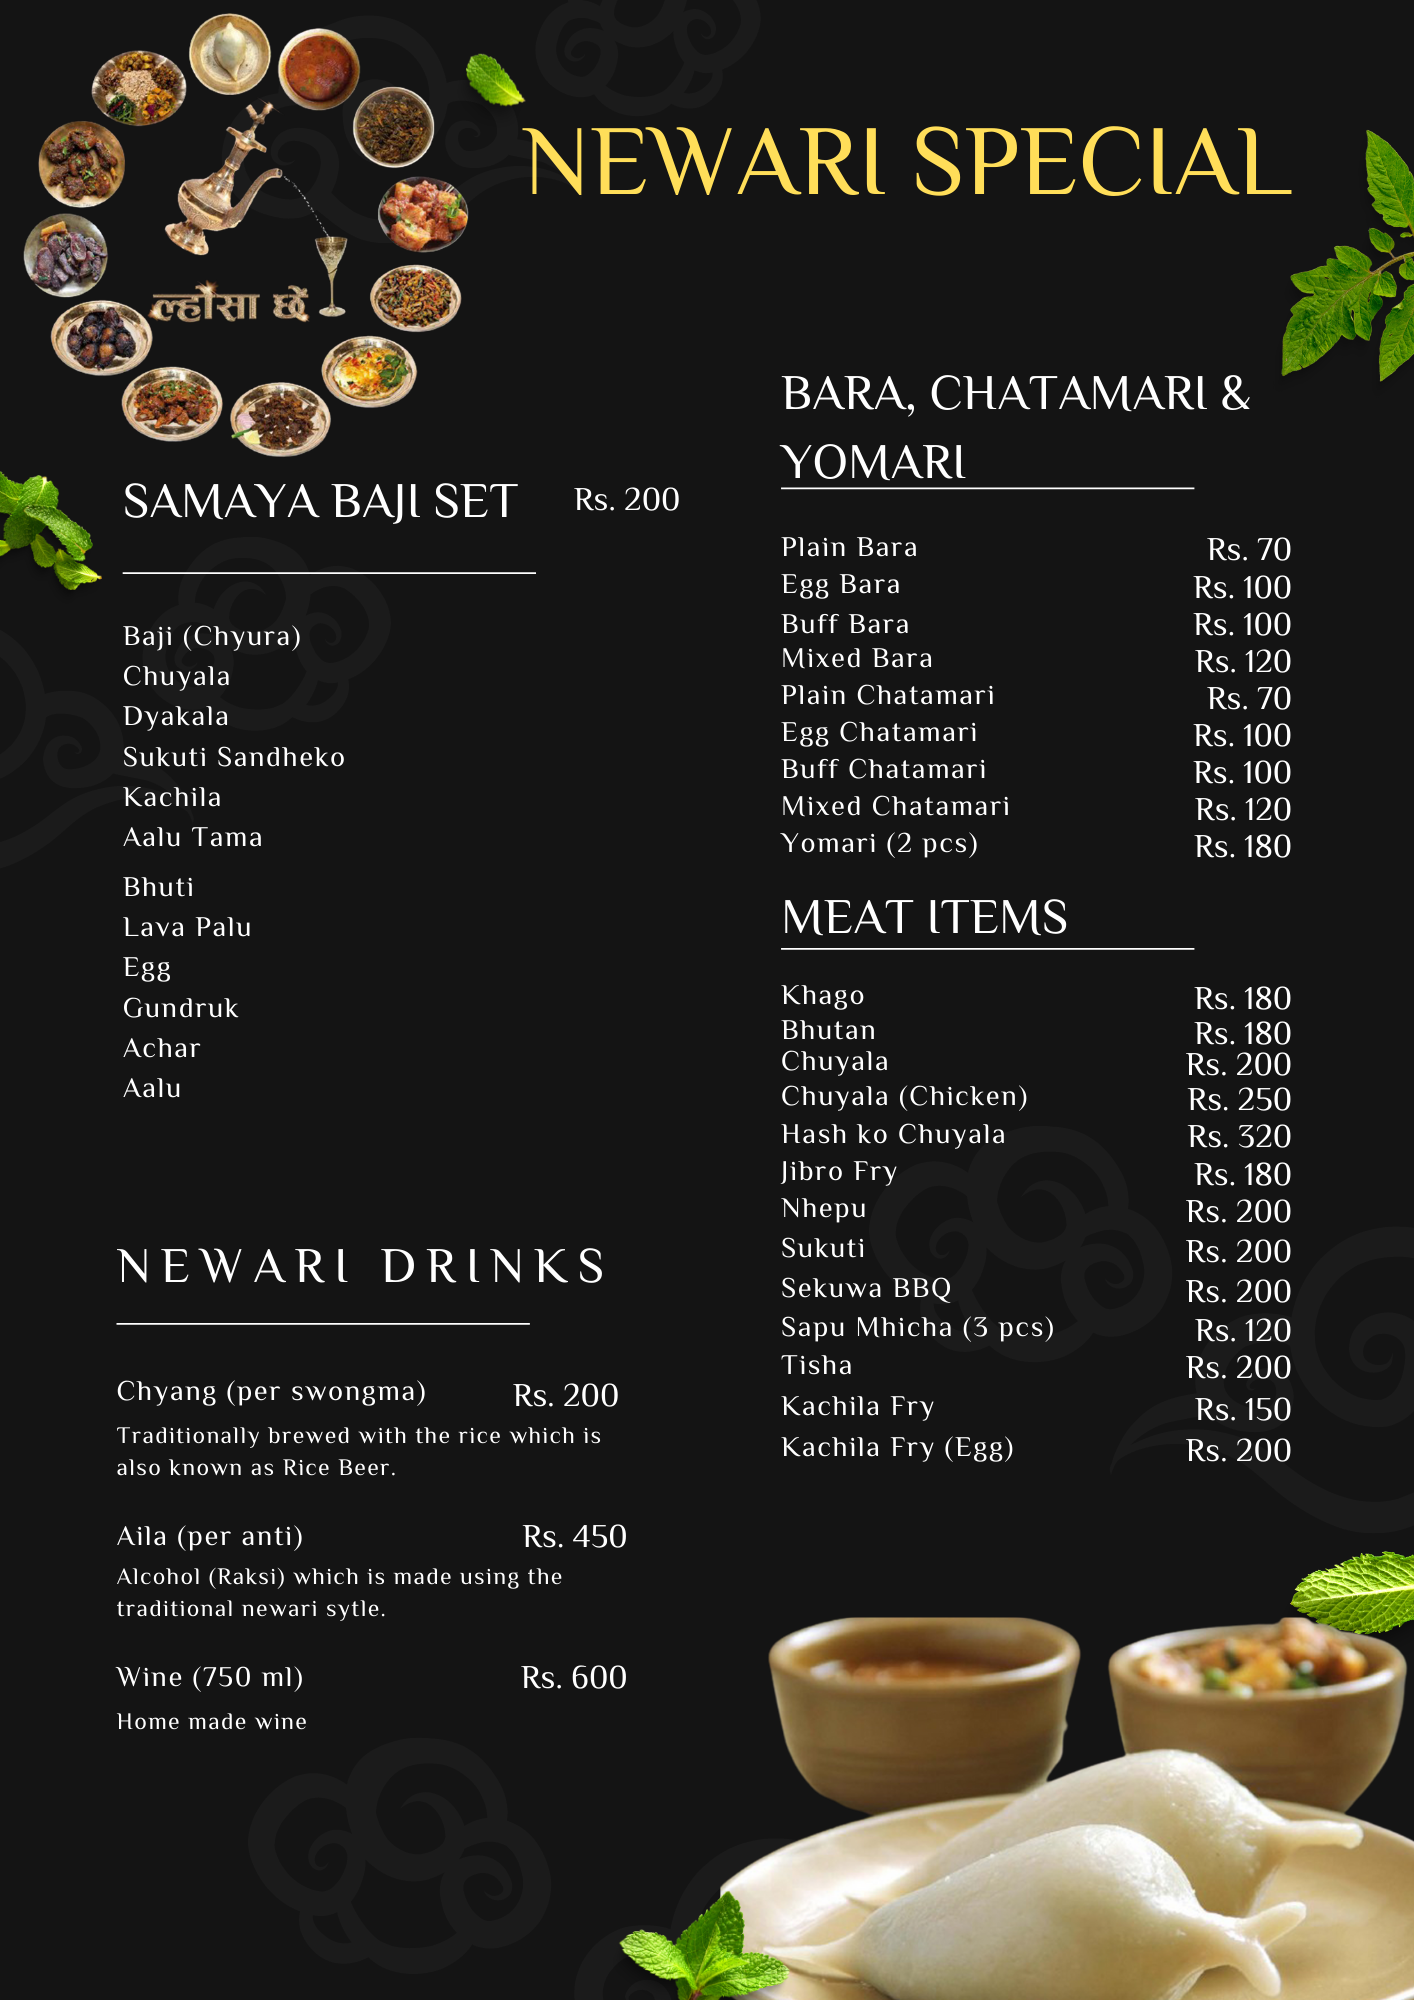 NEWARI SPECIAL
ल्होंसा छेँ
SAMAYA BAJI SET Rs. 200
Baji (Chyura)
Chuyala
Dyakala
Sukuti Sandheko
Kachila
Aalu Tama
Bhuti
Lava Palu
Egg
Gundruk
Achar
Aalu
NEWARI DRINKS
Chyang (per swongma) Rs. 200
Traditionally brewed with the rice which is
also known as Rice Beer.
Aila (per anti) Rs. 450
Alcohol (Raksi) which is made using the
traditional newari sytle.
Wine (750 ml) Rs. 600
Home made wine
BARA, CHATAMARI &
YOMARI
Plain Bara Rs. 70
Egg Bara Rs. 100
Buff Bara Rs. 100
Mixed Bara Rs. 120
Plain Chatamari Rs. 70
Egg Chatamari Rs. 100
Buff Chatamari Rs. 100
Mixed Chatamari Rs. 120
Yomari (2 pcs) Rs. 180
MEAT ITEMS
Khago Rs. 180
Bhutan Rs. 180
Chuyala Rs. 200
Chuyala (Chicken) Rs. 250
Hash ko Chuyala Rs. 320
Jibro Fry Rs. 180
Nhepu Rs. 200
Sukuti Rs. 200
Sekuwa BBQ Rs. 200
Sapu Mhicha (3 pcs) Rs. 120
Tisha Rs. 200
Kachila Fry Rs. 150
Kachila Fry (Egg) Rs. 200